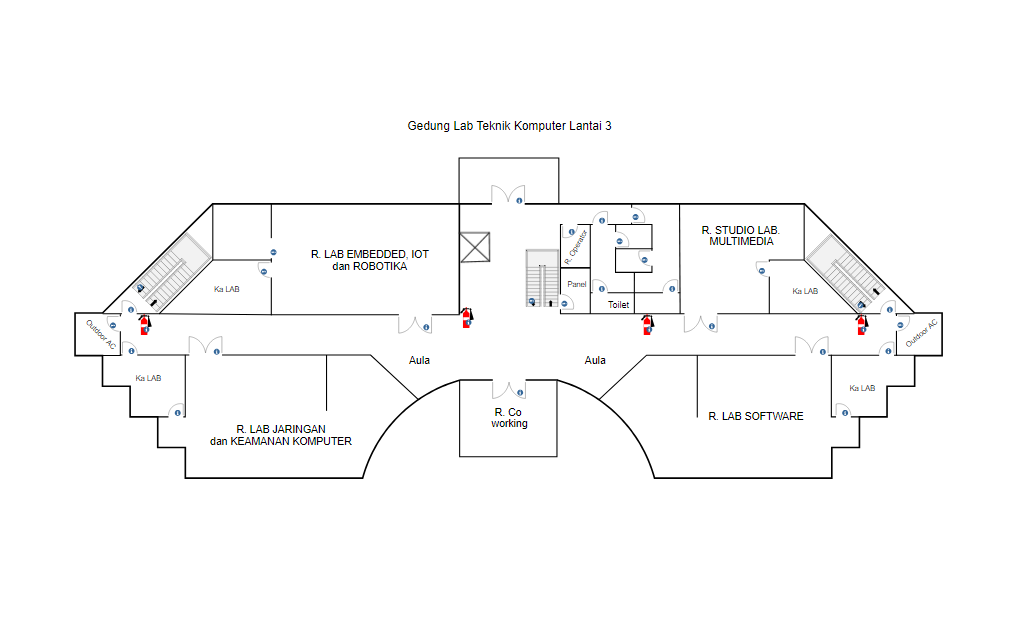 Gedung Lab Teknik Komputer Lantai 3
R. LAB EMBEDDED, IOT
dan ROBOTIKA
Ka LAB
R. Operator
Panel
Toilet
R. STUDIO LAB.
MULTIMEDIA
Ka LAB
Outdoor AC
Outdoor AC
Aula
Aula
Ka LAB
R. LAB JARINGAN
dan KEAMANAN KOMPUTER
R. Co
working
R. LAB SOFTWARE
Ka LAB